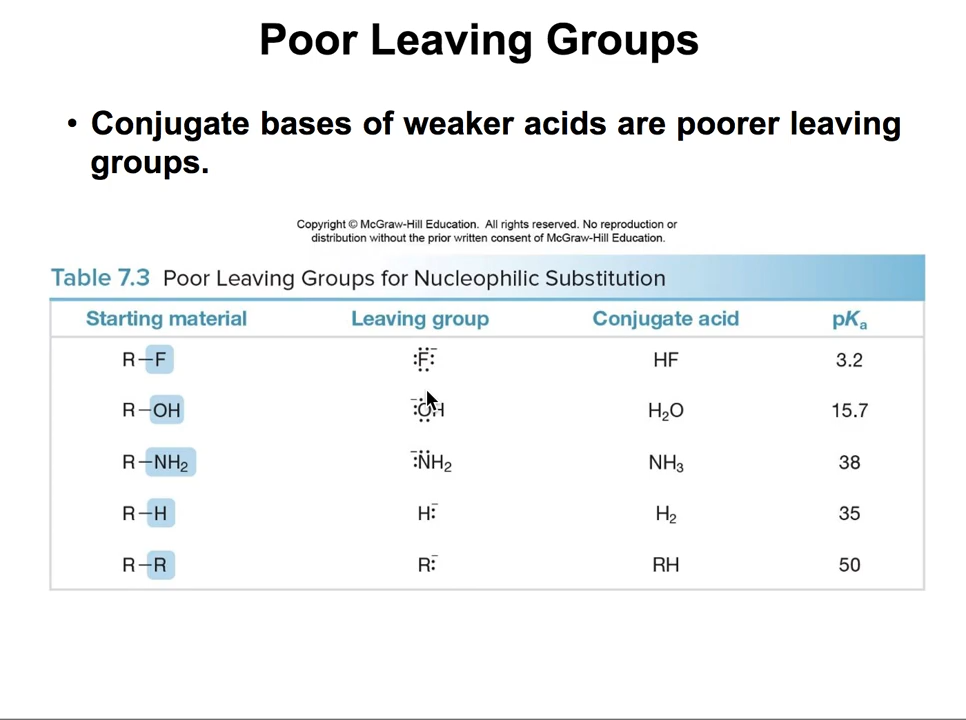 Poor Leaving Groups
• Conjugate bases of weaker acids are poorer leaving
groups.
Copyright © McGraw-Hill Education. All rights reserved. No reproduction or
distribution without the prior written consent of McGraw-Hill Education.
Table 7.3 Poor Leaving Groups for Nucleophilic Substitution
Starting material Leaving group Conjugate acid pKₐ
R–F :F̈:⁻ HF 3.2
R–OH ⁻:ÖH H₂O 15.7
R–NH₂ ⁻:N̈H₂ NH₃ 38
R–H H:⁻ H₂ 35
R–R R:⁻ RH 50